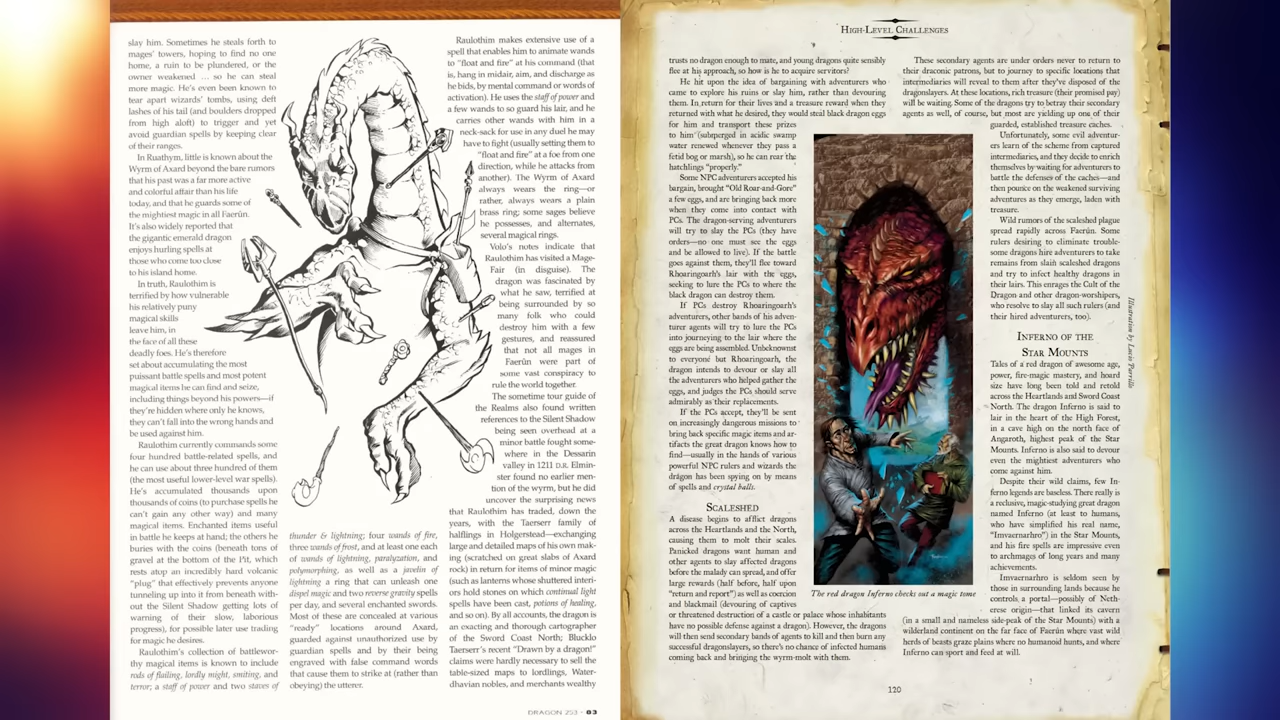 slay him. Sometimes he steals forth to
mages' towers, hoping to find no one
home, a ruin to be plundered, or the
owner weakened ... so he can steal
more magic. He's even been known to
tear apart wizards' tombs, using deft
lashes of his tail (and boulders dropped
from high aloft) to trigger and yet
avoid guardian spells by keeping clear
of their ranges.
In Ruathym, little is known about the
Wyrm of Axard beyond the bare rumors
that his past was a far more active
and colorful affair than his life
today, and that he guards some of
the mightiest magic in all Faerûn.
It's also widely reported that
the gigantic emerald dragon
enjoys hurling spells at
those who come too close
to his island home.
In truth, Raulothim is
terrified by how vulnerable
his relatively puny
magical skills
leave him, in
the face of all these
deadly foes. He's therefore
set about accumulating the most
puissant battle spells and most potent
magical items he can find and seize,
including things beyond his powers—if
they're hidden where only he knows,
they can't fall into the wrong hands and
be used against him.
Raulothim currently commands some
four hundred battle-related spells, and
he can use about three hundred of them
(the most useful lower-level war spells).
He's accumulated thousands upon
thousands of coins (to purchase spells he
can't gain any other way) and many
magical items. Enchanted items useful
in battle he keeps at hand; the others he
buries with the coins (beneath tons of
gravel at the bottom of the Pit, which
rests atop an incredibly hard volcanic
"plug" that effectively prevents anyone
tunneling up into it from beneath with-
out the Silent Shadow getting lots of
warning of their slow, laborious
progress), for possible later use trading
for magic he desires.
Raulothim's collection of battlewor-
thy magical items is known to include
rods of flailing, lordly might, smiting, and
terror; a staff of power and two staves of
thunder & lightning; four wands of fire,
three wands of frost, and at least one each
of wands of lightning, paralyzation, and
polymorphing, as well as a javelin of
lightning a ring that can unleash one
dispel magic and two reverse gravity spells
per day, and several enchanted swords.
Most of these are concealed at various
"ready" locations around Axard,
guarded against unauthorized use by
guardian spells and by their being
engraved with false command words
that cause them to strike at (rather than
obeying) the utterer.
Raulothim makes extensive use of a
spell that enables him to animate wands
to "float and fire" at his command (that
is, hang in midair, aim, and discharge as
he bids, by mental command or words of
activation). He uses the staff of power and
a few wands to so guard his lair, and he
carries other wands with him in a
neck-sack for use in any duel he may
have to fight (usually setting them to
"float and fire" at a foe from one
direction, while he attacks from
another). The Wyrm of Axard
always wears the ring—or
rather, always wears a plain
brass ring; some sages believe
he possesses, and alternates,
several magical rings.
Volo's notes indicate that
Raulothim has visited a Mage-
Fair (in disguise). The
dragon was fascinated by
what he saw, terrified at
being surrounded by so
many folk who could
destroy him with a few
gestures, and reassured
that not all mages in
Faerûn were part of
some vast conspiracy to
rule the world together.
The sometime tour guide of
the Realms also found written
references to the Silent Shadow
being seen overhead at a
minor battle fought some-
where in the Dessarin
valley in 1211 D.R. Elmin-
ster found no earlier men-
tion of the wyrm, but he did
uncover the surprising news
that Raulothim has traded, down the
years, with the Taerserr family of
halflings in Holgerstead—exchanging
large and detailed maps of his own mak-
ing (scratched on great slabs of Axard
rock) in return for items of minor magic
(such as lanterns whose shuttered interi-
ors hold stones on which continual light
spells have been cast, potions of healing,
and so on). By all accounts, the dragon is
an exacting and thorough cartographer
of the Sword Coast North; Blucklo
Taerserr's recent "Drawn by a dragon!"
claims were hardly necessary to sell the
table-sized maps to lordlings, Water-
dhavian nobles, and merchants wealthy
DRAGON 253 • 83
HIGH-LEVEL CHALLENGES
trusts no dragon enough to mate, and young dragons quite sensibly
flee at his approach, so how is he to acquire servitors?
He hit upon the idea of bargaining with adventurers who
came to explore his ruins or slay him, rather than devouring
them. In return for their lives and a treasure reward when they
returned with what he desired, they would steal black dragon eggs
for him and transport these prizes
to him (submerged in acidic swamp
water renewed whenever they pass a
fetid bog or marsh), so he can rear the
hatchlings "properly."
Some NPC adventurers accepted his
bargain, brought "Old Roar-and-Gore"
a few eggs, and are bringing back more
when they come into contact with
PCs. The dragon-serving adventurers
will try to slay the PCs (they have
orders—no one must see the eggs
and be allowed to live). If the battle
goes against them, they'll flee toward
Rhoaringoarh's lair with the eggs,
seeking to lure the PCs to where the
black dragon can destroy them.
If PCs destroy Rhoaringoarh's
adventurers, other bands of his adven-
turer agents will try to lure the PCs
into journeying to the lair where the
eggs are being assembled. Unbeknownst
to everyone but Rhoaringoarh, the
dragon intends to devour or slay all
the adventurers who helped gather the
eggs, and judges the PCs should serve
admirably as their replacements.
If the PCs accept, they'll be sent
on increasingly dangerous missions to
bring back specific magic items and ar-
tifacts the great dragon knows how to
find—usually in the hands of various
powerful NPC rulers and wizards the
dragon has been spying on by means
of spells and crystal balls.
SCALESHED
A disease begins to afflict dragons
across the Heartlands and the North,
causing them to molt their scales.
Panicked dragons want human and
other agents to slay afflicted dragons
before the malady can spread, and offer
large rewards (half before, half upon
"return and report") as well as coercion
and blackmail (devouring of captives
or threatened destruction of a castle or palace whose inhabitants
have no possible defense against a dragon). However, the dragons
will then send secondary bands of agents to kill and then burn any
successful dragonslayers, so there's no chance of infected humans
coming back and bringing the wyrm-molt with them.
These secondary agents are under orders never to return to
their draconic patrons, but to journey to specific locations that
intermediaries will reveal to them after they've disposed of the
dragonslayers. At these locations, rich treasure (their promised pay)
will be waiting. Some of the dragons try to betray their secondary
agents as well, of course, but most are yielding up one of their
guarded, established treasure caches.
Unfortunately, some evil adventur-
ers learn of the scheme from captured
intermediaries, and they decide to enrich
themselves by waiting for adventurers to
battle the defenses of the caches—and
then pounce on the weakened surviving
adventures as they emerge, laden with
treasure.
Wild rumors of the scaleshed plague
spread rapidly across Faerûn. Some
rulers desiring to eliminate trouble-
some dragons hire adventurers to take
remains from slain scaleshed dragons
and try to infect healthy dragons in
their lairs. This enrages the Cult of the
Dragon and other dragon-worshipers,
who resolve to slay all such rulers (and
their hired adventurers, too).
INFERNO OF THE
STAR MOUNTS
Tales of a red dragon of awesome age,
power, fire-magic mastery, and hoard
size have long been told and retold
across the Heartlands and Sword Coast
North. The dragon Inferno is said to
lair in the heart of the High Forest,
in a cave high on the north face of
Angaroth, highest peak of the Star
Mounts. Inferno is also said to devour
even the mightiest adventurers who
come against him.
Despite their wild claims, few In-
ferno legends are baseless. There really is
a reclusive, magic-studying great dragon
named Inferno (at least to humans,
who have simplified his real name,
"Imvaernarhro") in the Star Mounts,
and his fire spells are impressive even
to archmages of long years and many
achievements.
Imvaernarhro is seldom seen by
those in surrounding lands because he
controls a portal—possibly of Neth-
erese origin—that linked its cavern
(in a small and nameless side-peak of the Star Mounts) with a
wilderland continent on the far face of Faerûn where vast wild
herds of beasts graze plains where no humanoid hunts, and where
Inferno can sport and feed at will.
The red dragon Inferno checks out a magic tome
Illustration by Lucio Parrillo
120